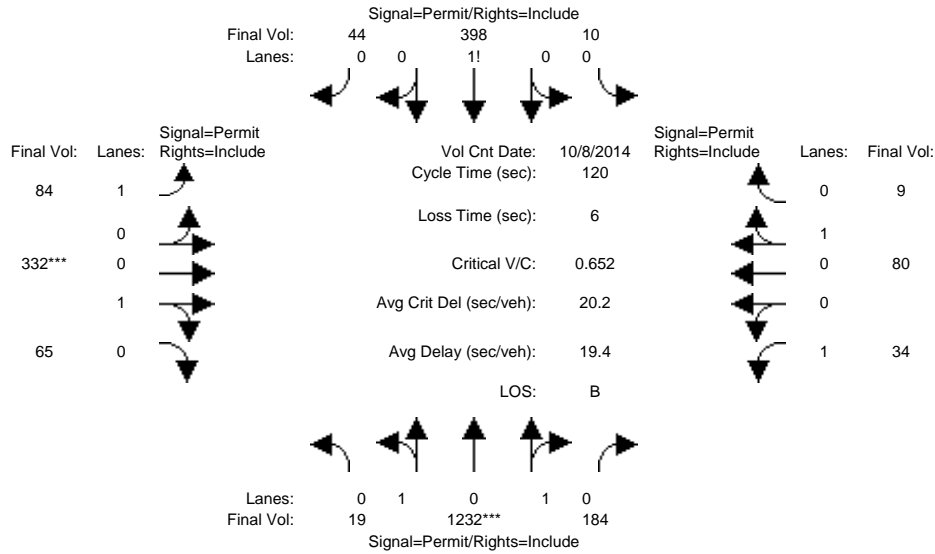 Signal=Permit/Rights=Include
Final Vol: 44 398 10
Lanes: 0 0 1! 0 0
Signal=Permit Signal=Permit
Final Vol: Lanes: Rights=Include Vol Cnt Date: 10/8/2014 Rights=Include Lanes: Final Vol:
Cycle Time (sec): 120
84 1 0 9
Loss Time (sec): 6
0 1
332*** 0 Critical V/C: 0.652 0 80
1 Avg Crit Del (sec/veh): 20.2 0
65 0 Avg Delay (sec/veh): 19.4 1 34
LOS: B
Lanes: 0 1 0 1 0
Final Vol: 19 1232*** 184
Signal=Permit/Rights=Include